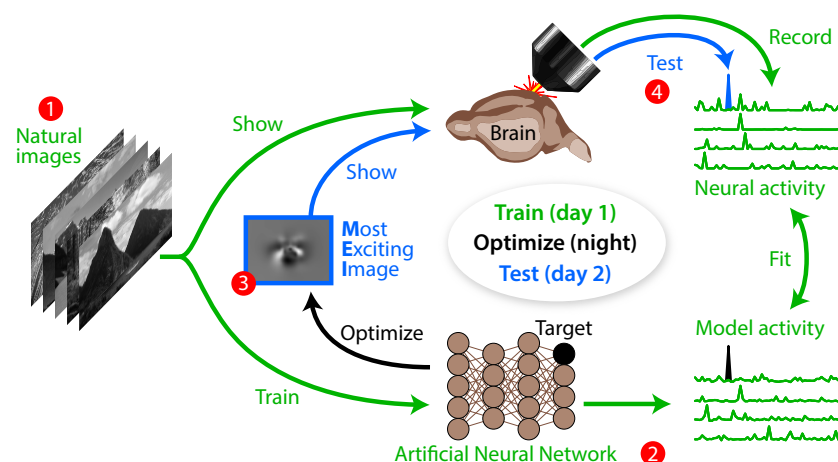 1
Natural
images
Show
Brain
Test
4
Record
Neural activity
Show
Most
Exciting
Image
3
Train (day 1)
Optimize (night)
Test (day 2)
Fit
Optimize
Target
Model activity
Train
Artificial Neural Network
2